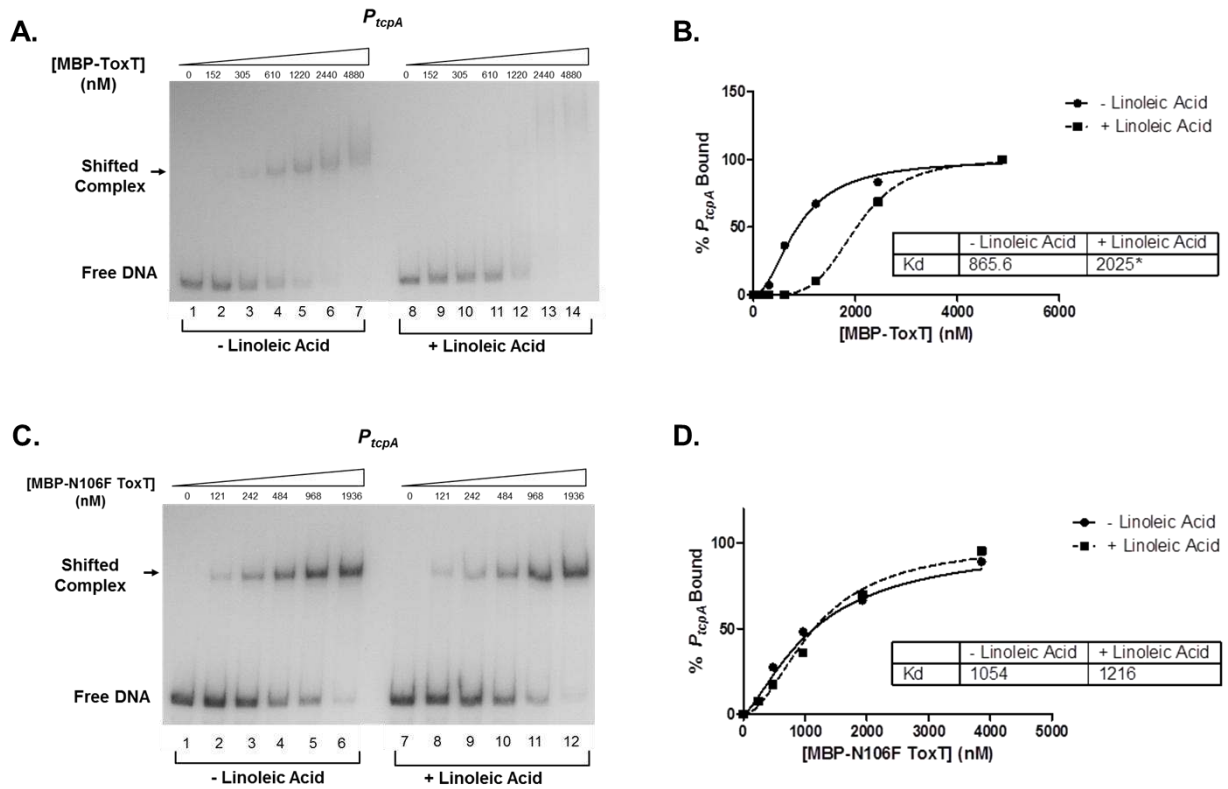 A.
PtcpA
[MBP-ToxT]
(nM)
0 152 305 610 1220 2440 4880 0 152 305 610 1220 2440 4880
Shifted
Complex
Free DNA
1 2 3 4 5 6 7 8 9 10 11 12 13 14
- Linoleic Acid + Linoleic Acid
B.
150
100
50
0
% PtcpA Bound
- Linoleic Acid
+ Linoleic Acid
- Linoleic Acid + Linoleic Acid
Kd 865.6 2025*
0 2000 4000 6000
[MBP-ToxT] (nM)
C.
PtcpA
[MBP-N106F ToxT]
(nM)
0 121 242 484 968 1936 0 121 242 484 968 1936
Shifted
Complex
Free DNA
1 2 3 4 5 6 7 8 9 10 11 12
- Linoleic Acid + Linoleic Acid
D.
100
50
0
% PtcpA Bound
- Linoleic Acid
+ Linoleic Acid
- Linoleic Acid + Linoleic Acid
Kd 1054 1216
0 1000 2000 3000 4000 5000
[MBP-N106F ToxT] (nM)